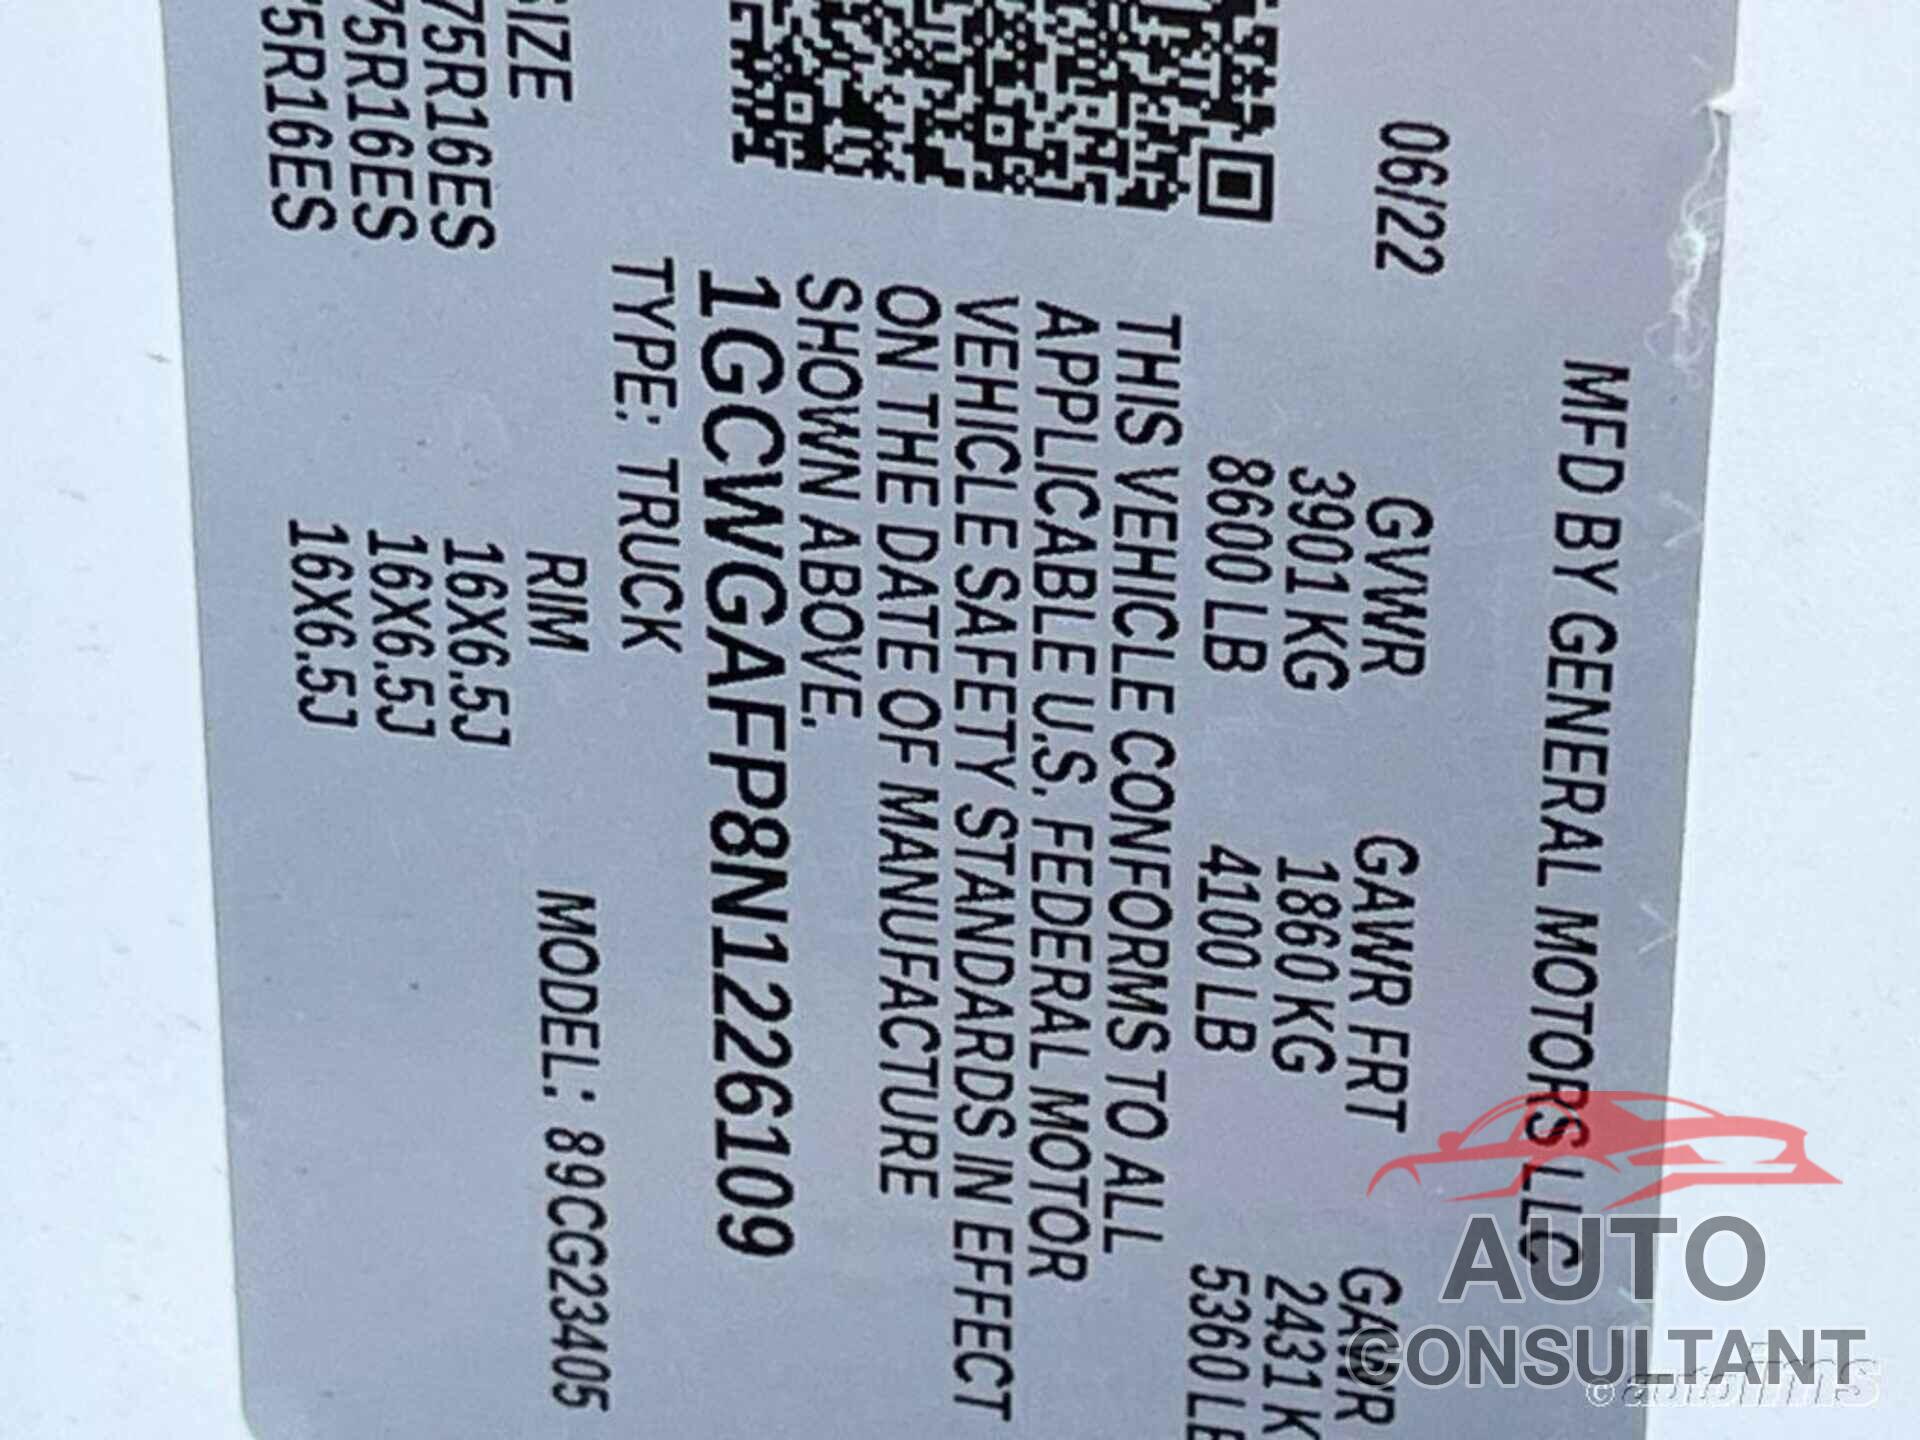 MFD BY GENERAL MOTORS LLC
06/22 GVWR GAWR FRT GAWR
3901 KG 1860 KG 2431 K
8600 LB 4100 LB 5360 LB
THIS VEHICLE CONFORMS TO ALL
APPLICABLE U.S. FEDERAL MOTOR
VEHICLE SAFETY STANDARDS IN EFFECT
ON THE DATE OF MANUFACTURE
SHOWN ABOVE.
1GCWGAFP8N1226109
TYPE: TRUCK
SIZE RIM MODEL: 89CG23405
75R16ES 16X6.5J
75R16ES 16X6.5J
75R16ES 16X6.5J
AUTO
CONSULTANT
© autoims